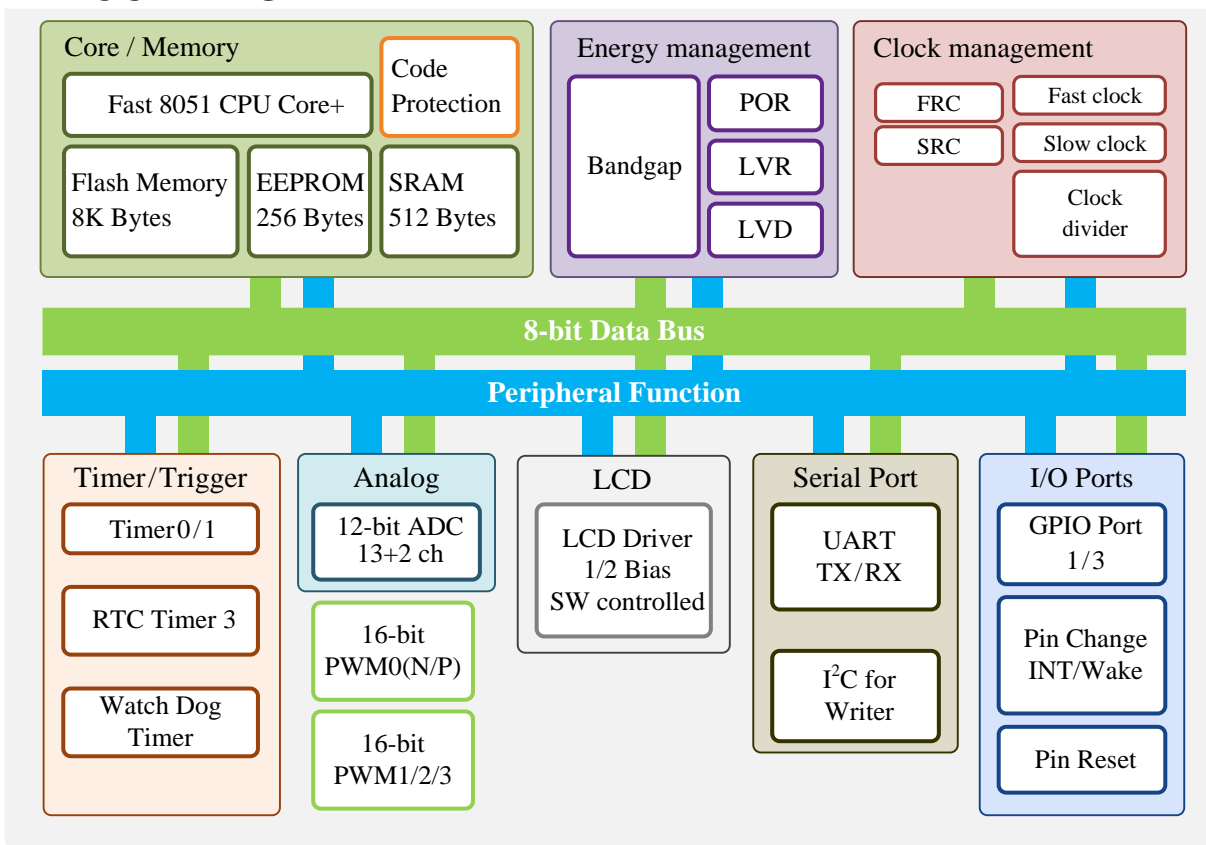 Core / Memory
Fast 8051 CPU Core+
Code
Protection
Flash Memory
8K Bytes
EEPROM
256 Bytes
SRAM
512 Bytes
Energy management
Bandgap
POR
LVR
LVD
Clock management
FRC
SRC
Fast clock
Slow clock
Clock
divider
8-bit Data Bus
Peripheral Function
Timer/Trigger
Timer0/1
RTC Timer 3
Watch Dog
Timer
Analog
12-bit ADC
13+2 ch
16-bit
PWM0(N/P)
16-bit
PWM1/2/3
LCD
LCD Driver
1/2 Bias
SW controlled
Serial Port
UART
TX/RX
I²C for
Writer
I/O Ports
GPIO Port
1/3
Pin Change
INT/Wake
Pin Reset